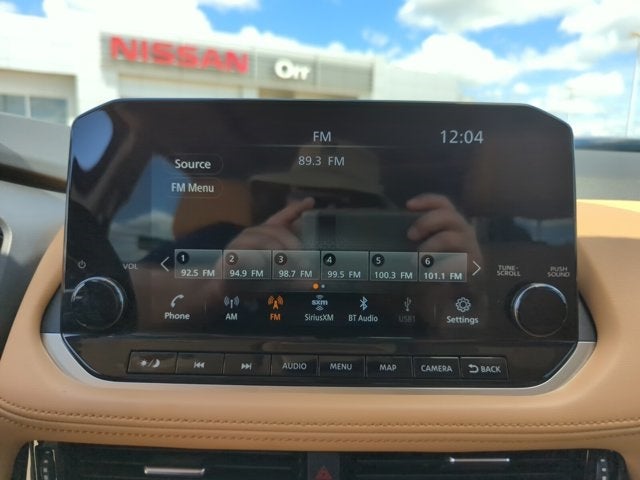 NISSAN Orr
FM 12:04
89.3 FM
Source
FM Menu
1 2 3 4 5 6
92.5 FM 94.9 FM 98.7 FM 99.5 FM 100.3 FM 101.1 FM
VOL
TUNE·SCROLL
PUSH SOUND
sxm
Phone AM FM SiriusXM BT Audio USB1 Settings
AUDIO MENU MAP CAMERA BACK